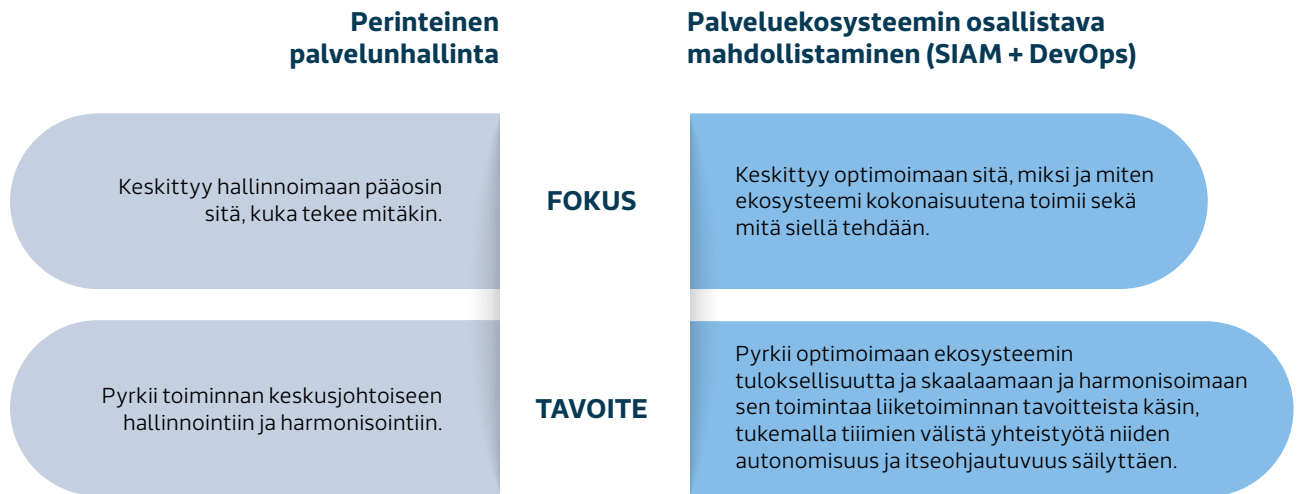 Perinteinen
palvelunhallinta
Palveluekosysteemin osallistava
mahdollistaminen (SIAM + DevOps)
Keskittyy hallinnoimaan pääosin
sitä, kuka tekee mitäkin.
FOKUS
Keskittyy optimoimaan sitä, miksi ja miten
ekosysteemi kokonaisuutena toimii sekä
mitä siellä tehdään.
Pyrkii toiminnan keskusjohtoiseen
hallinnointiin ja harmonisointiin.
TAVOITE
Pyrkii optimoimaan ekosysteemin
tuloksellisuutta ja skaalaamaan ja harmonisoimaan
sen toimintaa liiketoiminnan tavoitteista käsin,
tukemalla tiiimien välistä yhteistyötä niiden
autonomisuus ja itseohjautuvuus säilyttäen.